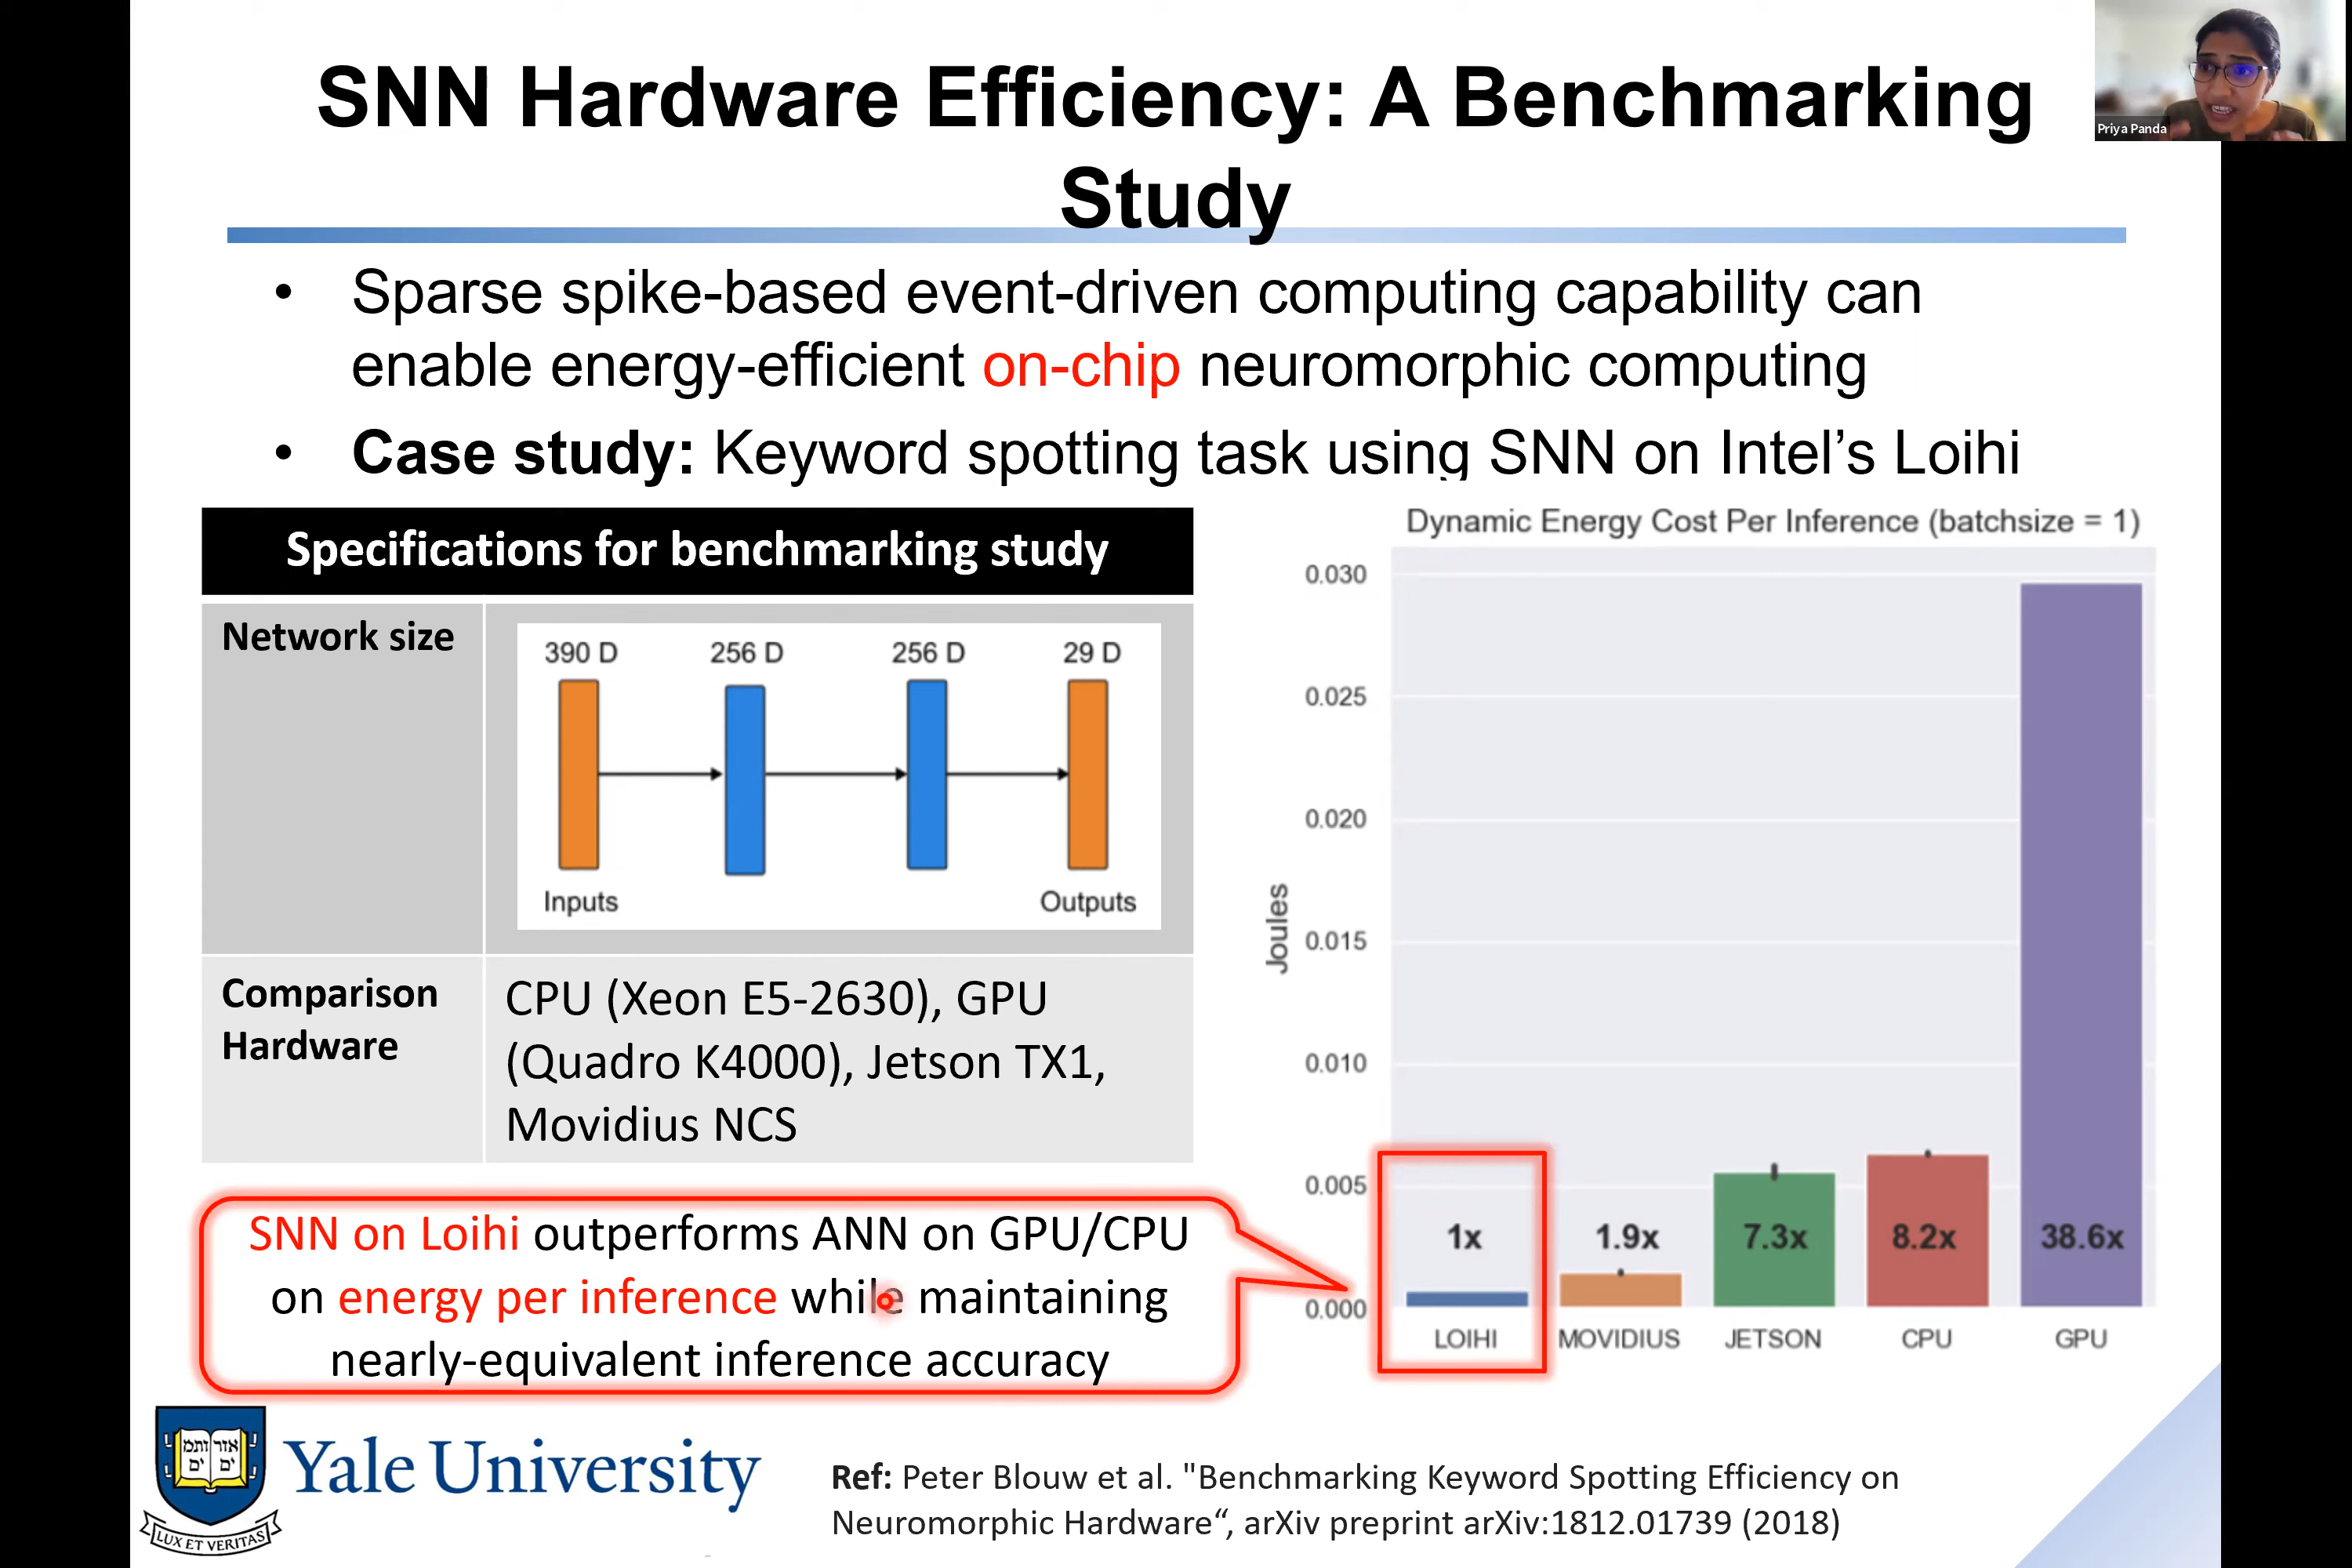 SNN Hardware Efficiency: A Benchmarking
Study
Priya Panda
• Sparse spike-based event-driven computing capability can
enable energy-efficient on-chip neuromorphic computing
• Case study: Keyword spotting task using SNN on Intel’s Loihi
Specifications for benchmarking study
Network size
390 D 256 D 256 D 29 D
Inputs Outputs
Comparison
Hardware
CPU (Xeon E5-2630), GPU
(Quadro K4000), Jetson TX1,
Movidius NCS
SNN on Loihi outperforms ANN on GPU/CPU
on energy per inference while maintaining
nearly-equivalent inference accuracy
Dynamic Energy Cost Per Inference (batchsize = 1)
Joules
0.030
0.025
0.020
0.015
0.010
0.005
0.000
1x 1.9x 7.3x 8.2x 38.6x
LOIHI MOVIDIUS JETSON CPU GPU
LUX ET VERITAS
Yale University
Ref: Peter Blouw et al. "Benchmarking Keyword Spotting Efficiency on
Neuromorphic Hardware“, arXiv preprint arXiv:1812.01739 (2018)